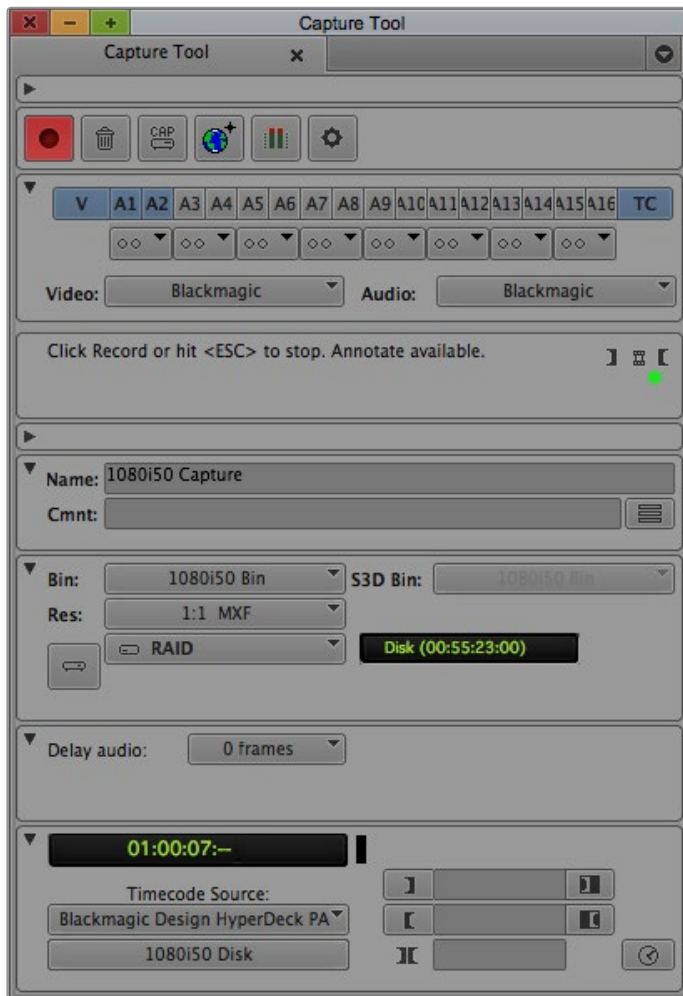 Capture Tool
Capture Tool
CAP
V A1 A2 A3 A4 A5 A6 A7 A8 A9 A10 A11 A12 A13 A14 A15 A16 TC
Video: Blackmagic Audio: Blackmagic
Click Record or hit <ESC> to stop. Annotate available.
Name: 1080i50 Capture
Cmnt:
Bin: 1080i50 Bin S3D Bin: 1080i50 Bin
Res: 1:1 MXF
RAID Disk (00:55:23:00)
Delay audio: 0 frames
01:00:07:--
Timecode Source:
Blackmagic Design HyperDeck PA
1080i50 Disk